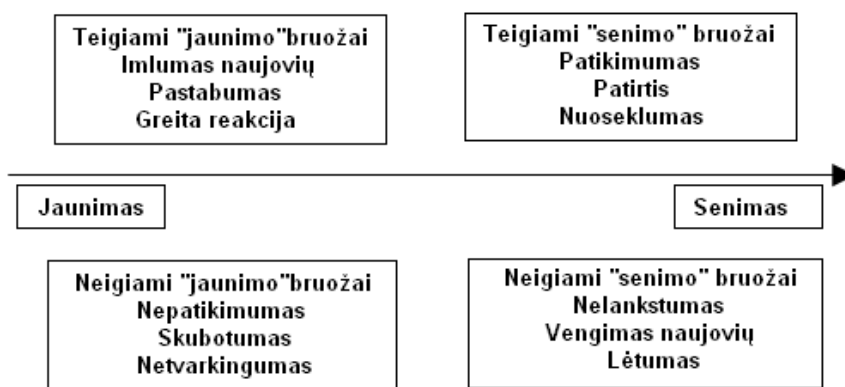 Teigiami "jaunimo"bruožai
Imlumas naujovių
Pastabumas
Greita reakcija
Teigiami "senimo" bruožai
Patikimumas
Patirtis
Nuoseklumas
Jaunimas
Senimas
Neigiami "jaunimo"bruožai
Nepatikimumas
Skubotumas
Netvarkingumas
Neigiami "senimo" bruožai
Nelankstumas
Vengimas naujovių
Lėtumas